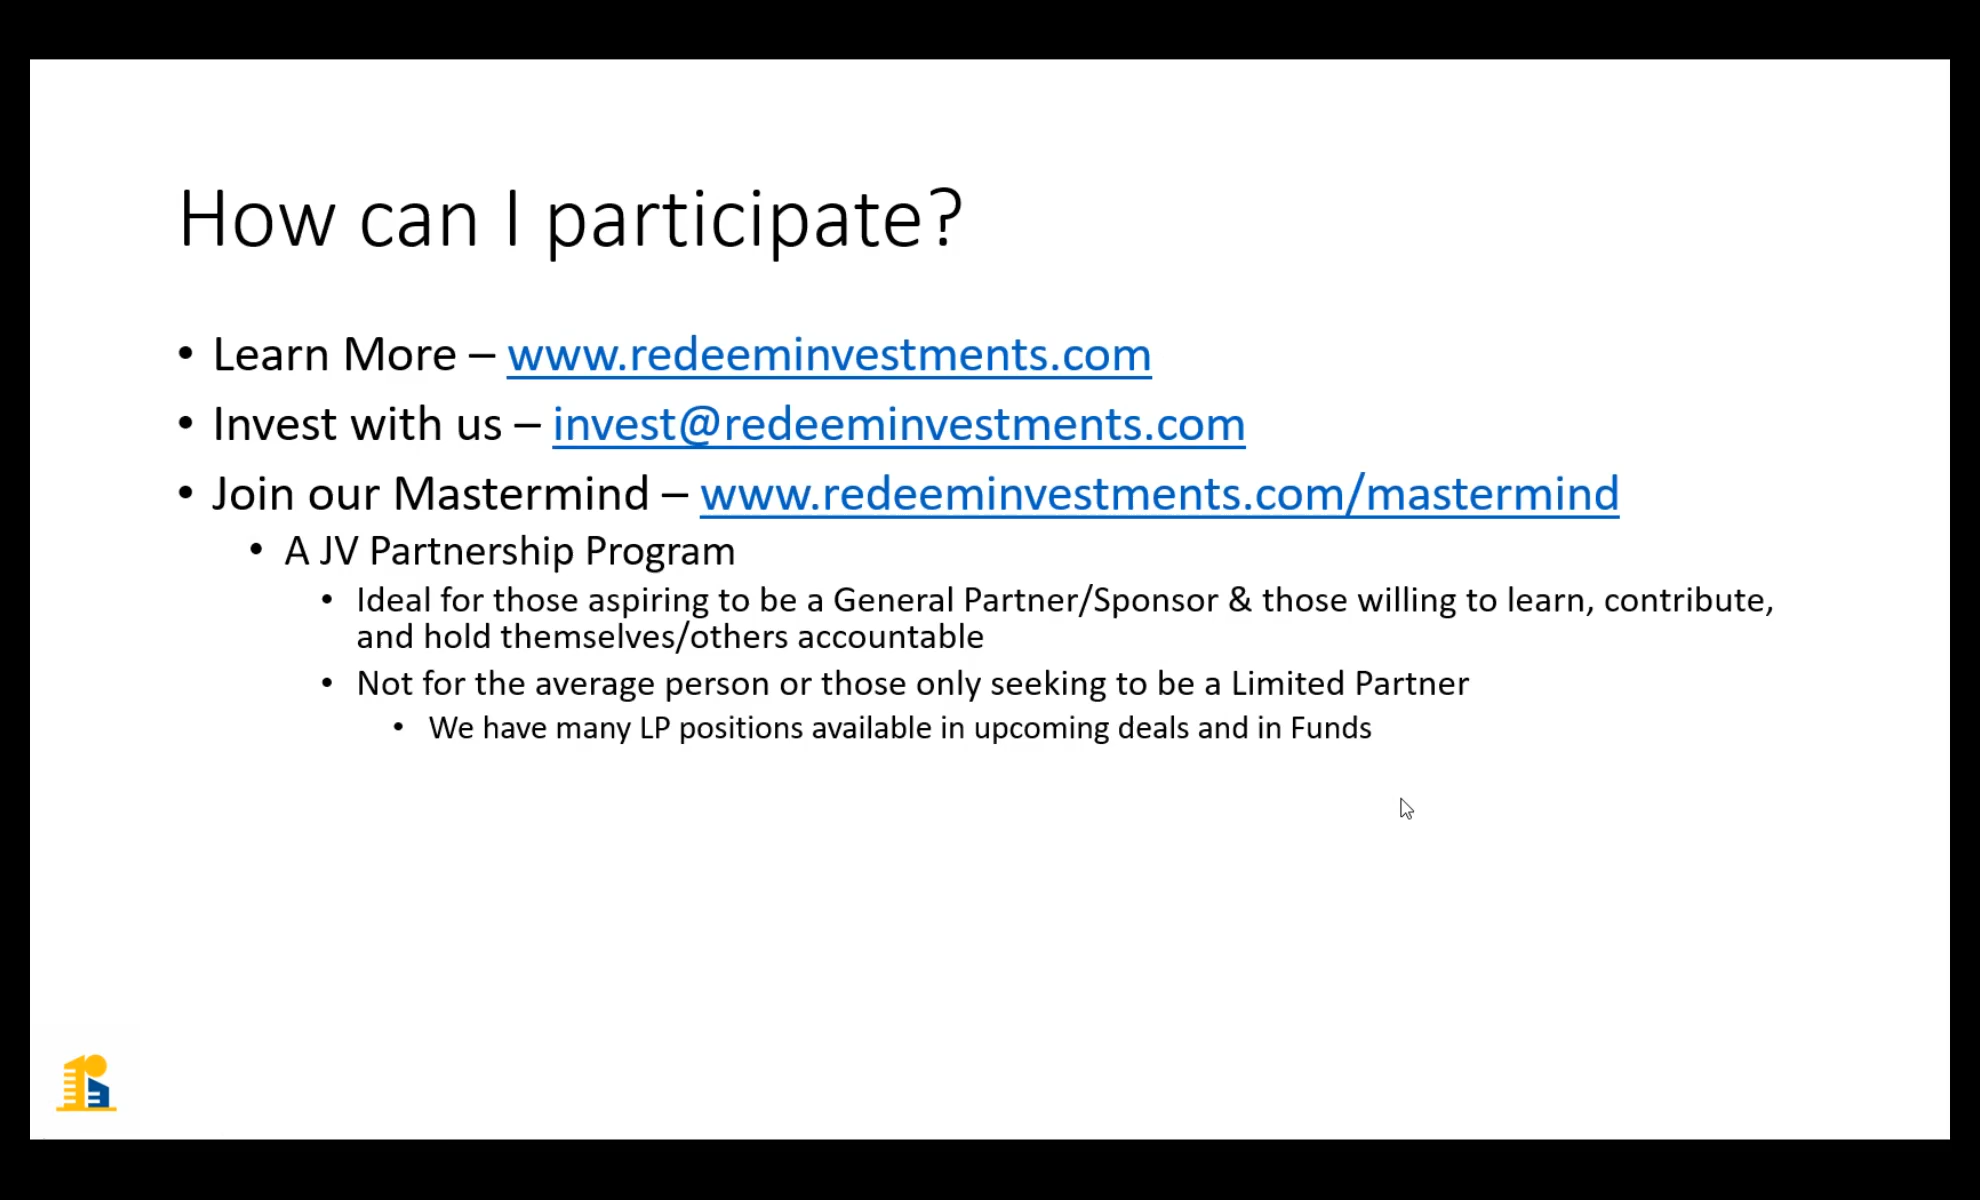 How can I participate?
• Learn More – www.redeeminvestments.com
• Invest with us – invest@redeeminvestments.com
• Join our Mastermind – www.redeeminvestments.com/mastermind
• A JV Partnership Program
• Ideal for those aspiring to be a General Partner/Sponsor & those willing to learn, contribute,
and hold themselves/others accountable
• Not for the average person or those only seeking to be a Limited Partner
• We have many LP positions available in upcoming deals and in Funds